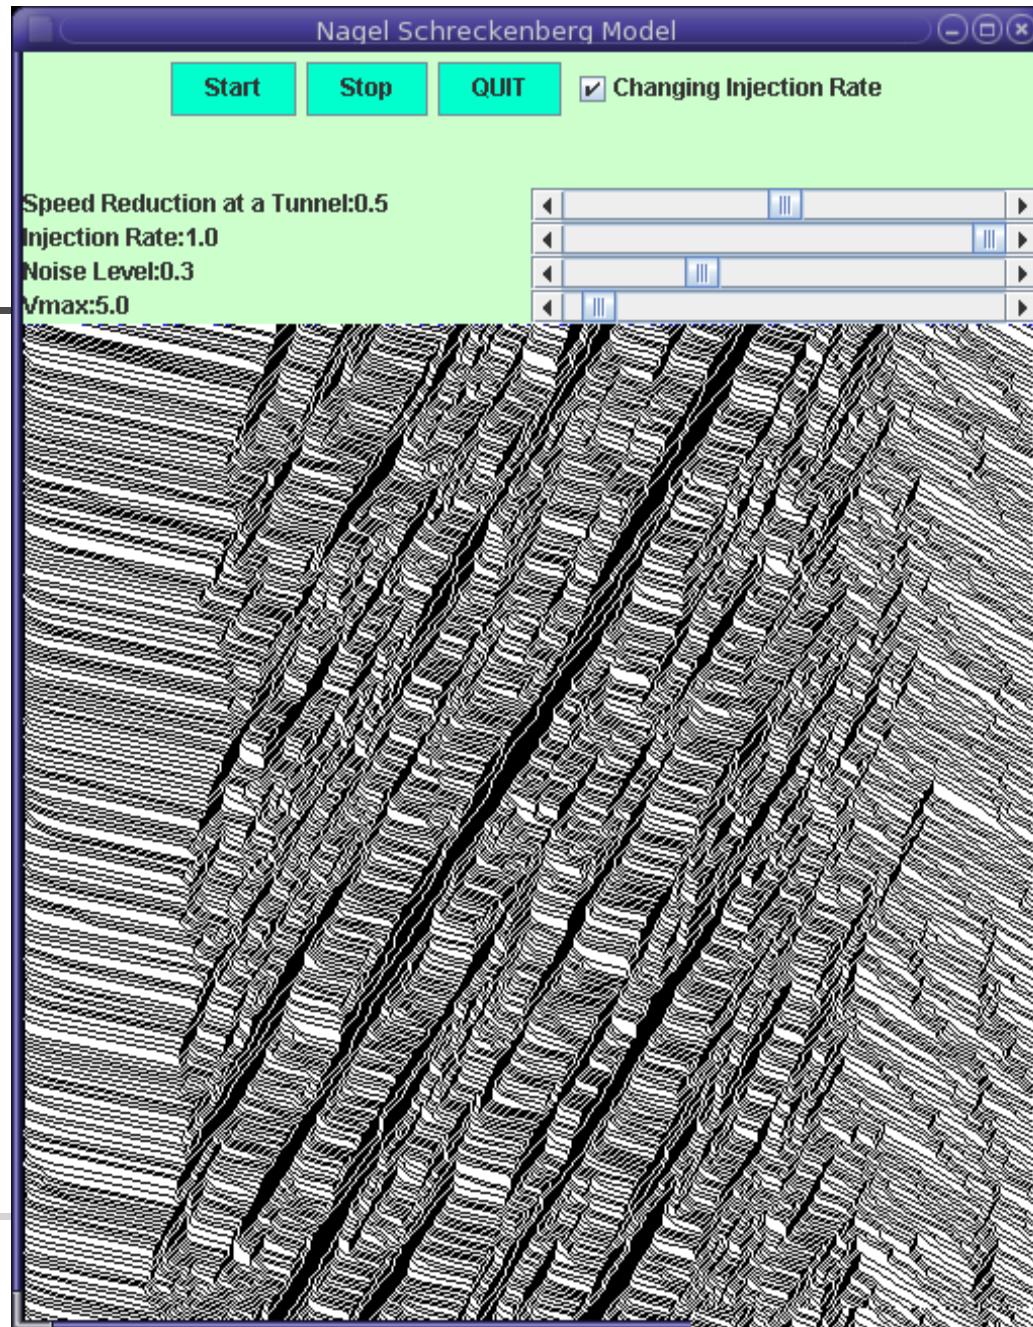 Nagel Schreckenberg Model
Start Stop QUIT Changing Injection Rate
Speed Reduction at a Tunnel:0.5
Injection Rate:1.0
Noise Level:0.3
Vmax:5.0